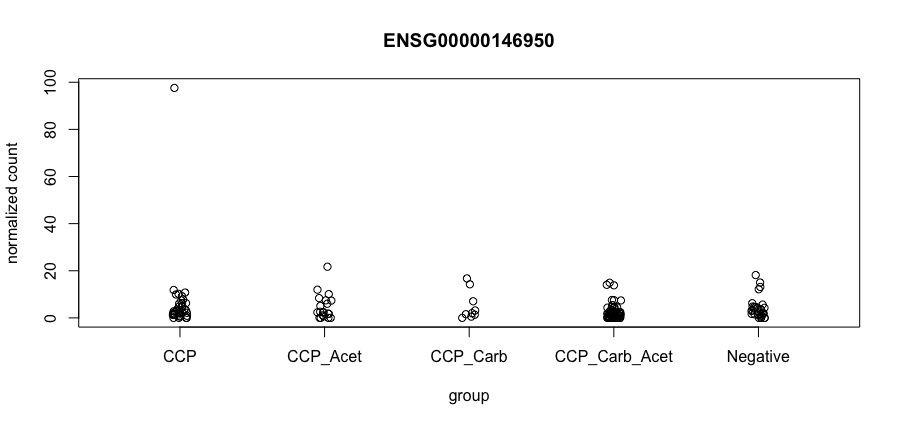 ENSG00000146950
normalized count
100
80
60
40
20
0
CCP CCP_Acet CCP_Carb CCP_Carb_Acet Negative
group